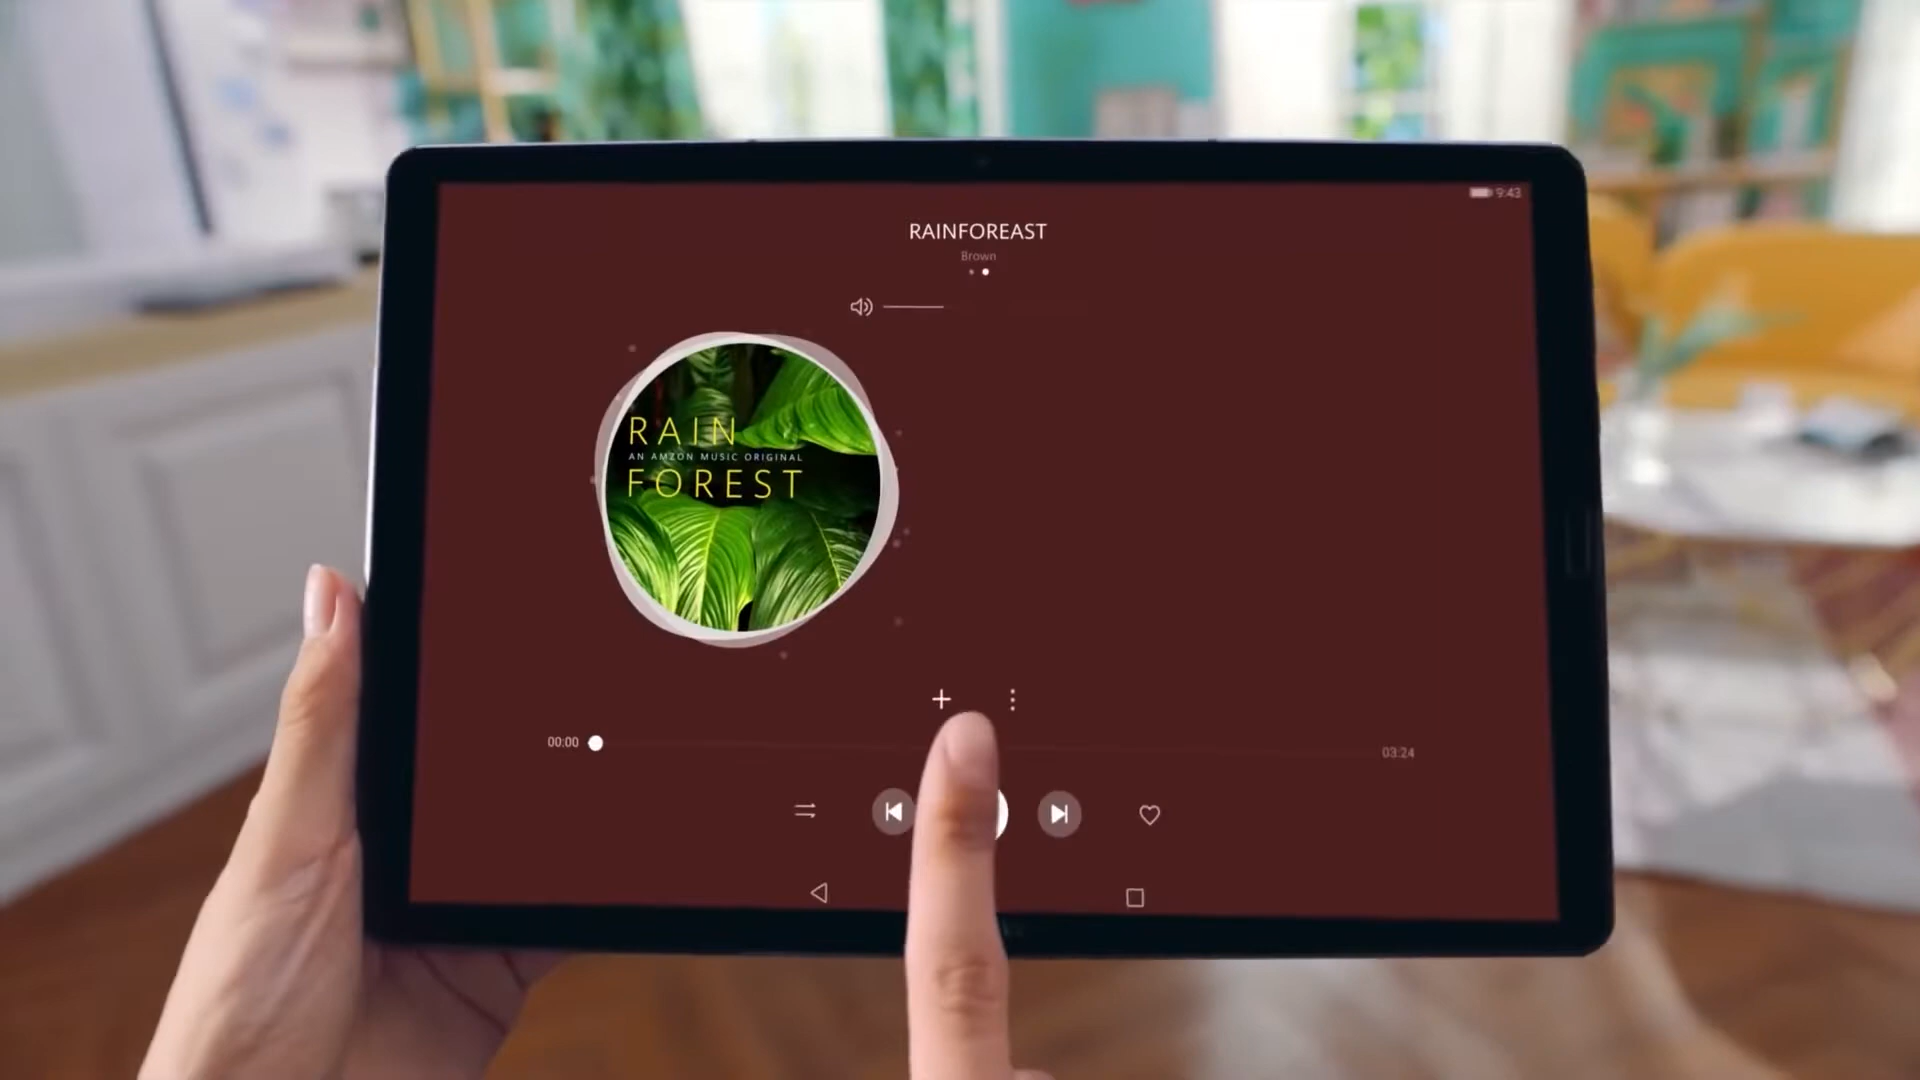 9:43
RAINFOREAST
Brown
RAIN
AN AMZON MUSIC ORIGINAL
FOREST
00:00
03:24